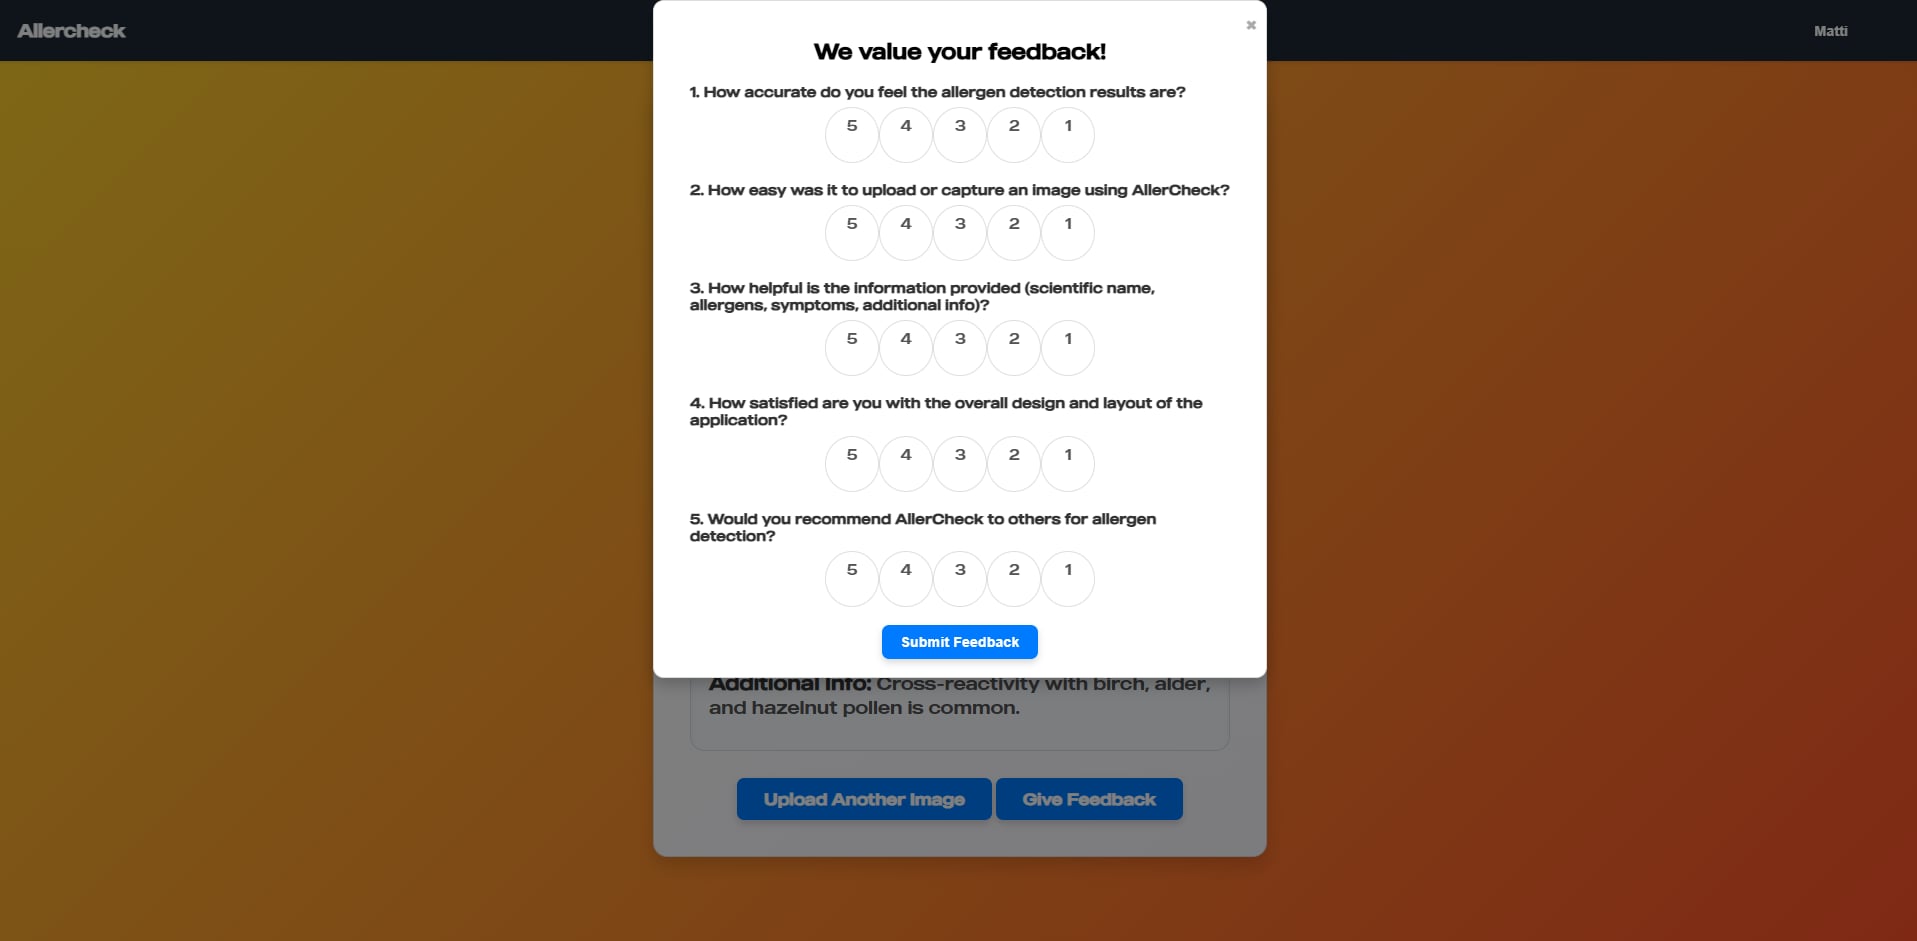 Allercheck
Matti
✖
We value your feedback!
1. How accurate do you feel the allergen detection results are?
5 4 3 2 1
2. How easy was it to upload or capture an image using AllerCheck?
5 4 3 2 1
3. How helpful is the information provided (scientific name,
allergens, symptoms, additional info)?
5 4 3 2 1
4. How satisfied are you with the overall design and layout of the
application?
5 4 3 2 1
5. Would you recommend AllerCheck to others for allergen
detection?
5 4 3 2 1
Submit Feedback
Additional Info: Cross-reactivity with birch, alder,
and hazelnut pollen is common.
Upload Another Image
Give Feedback